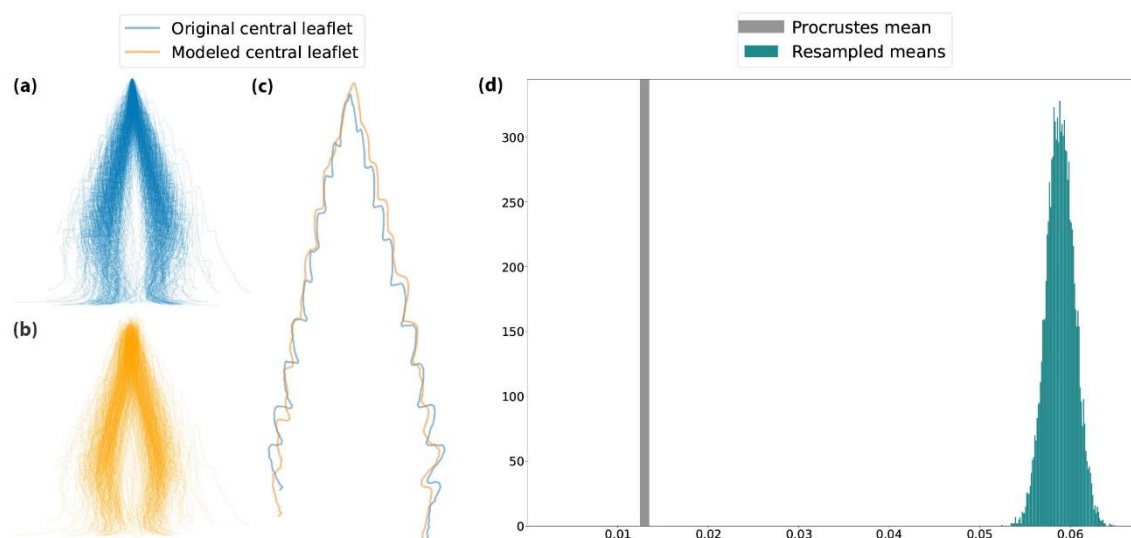 Original central leaflet
Modeled central leaflet
Procrustes mean
Resampled means
(a)
(b)
(c)
(d)
300
250
200
150
100
50
0
0.01 0.02 0.03 0.04 0.05 0.06